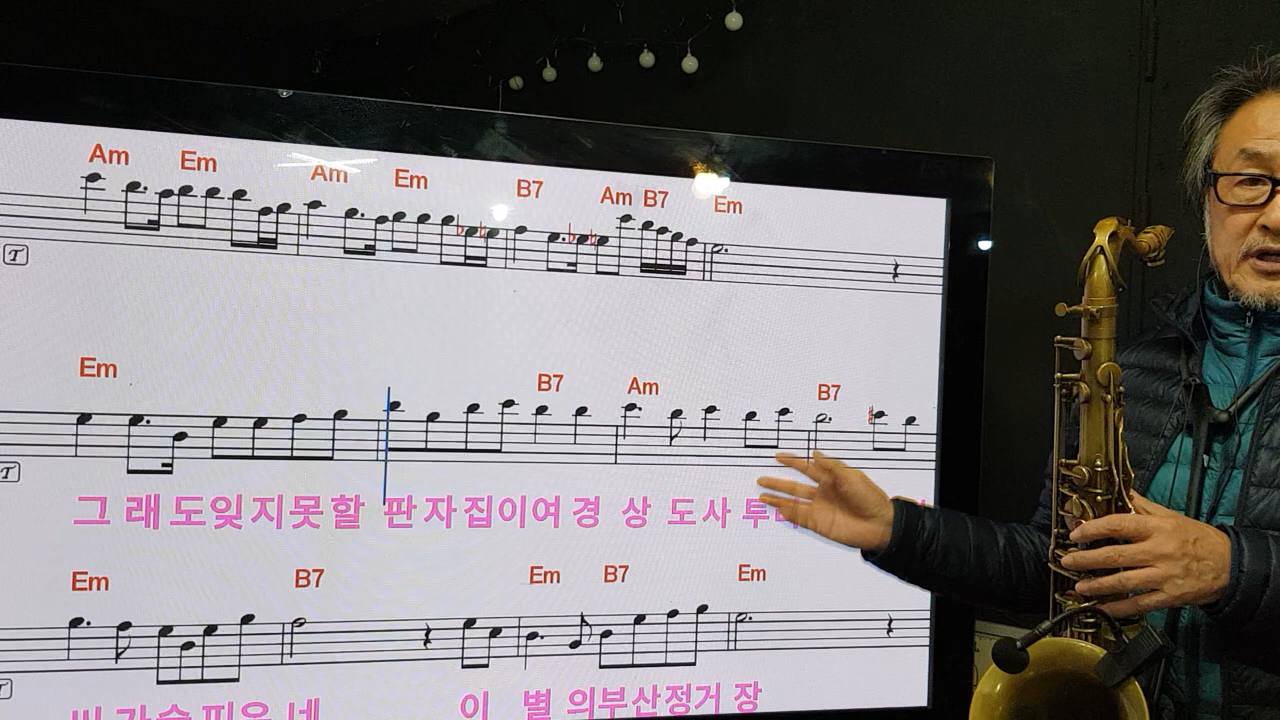 Am Em Am Em B7 Am B7 Em
T
Em B7 Am B7
T
그래도잊지못할 판자집이여경 상 도사 투
Em B7 Em B7 Em
이 별 의부산정거 장